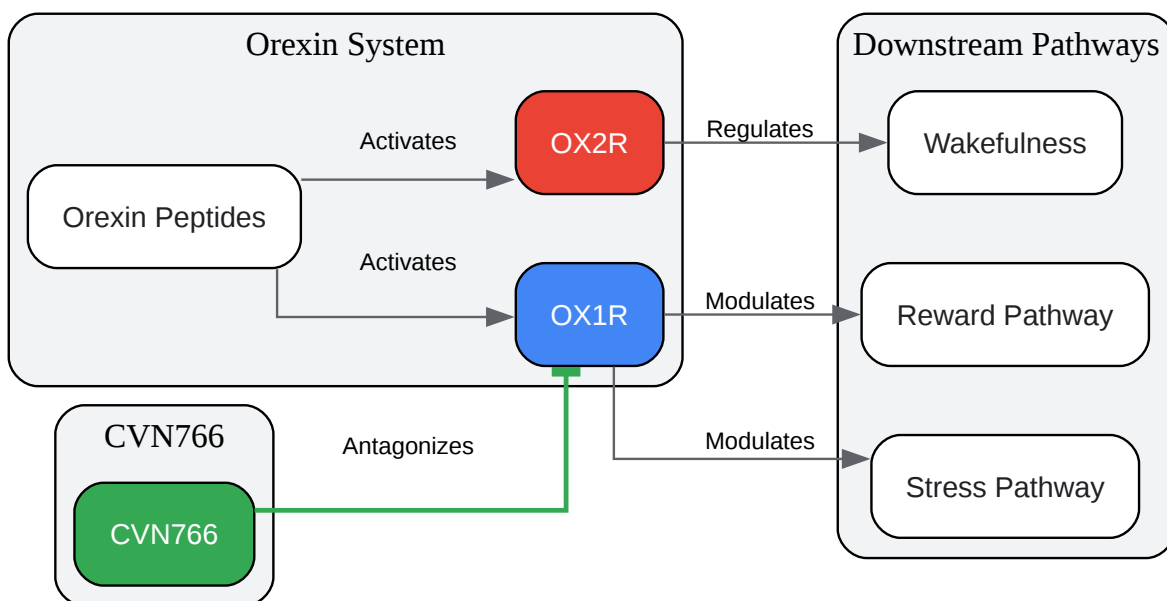 Orexin System
Downstream Pathways
Activates
OX2R
Regulates
Wakefulness
Orexin Peptides
Activates
OX1R
Modulates
Reward Pathway
CVN766
Antagonizes
Modulates
Stress Pathway
CVN766